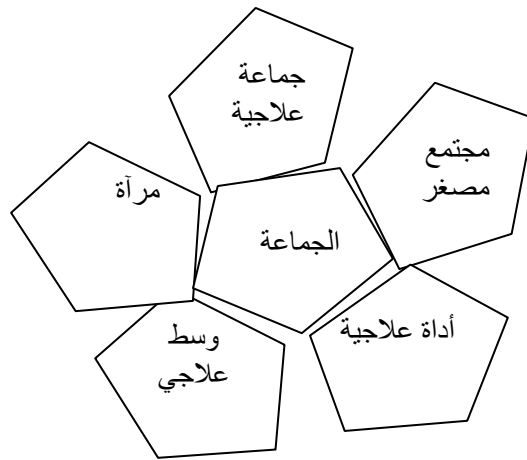 جماعة
علاجية
مجتمع
مصغر
مرآة
الجماعة
أداة علاجية
وسط
علاجي